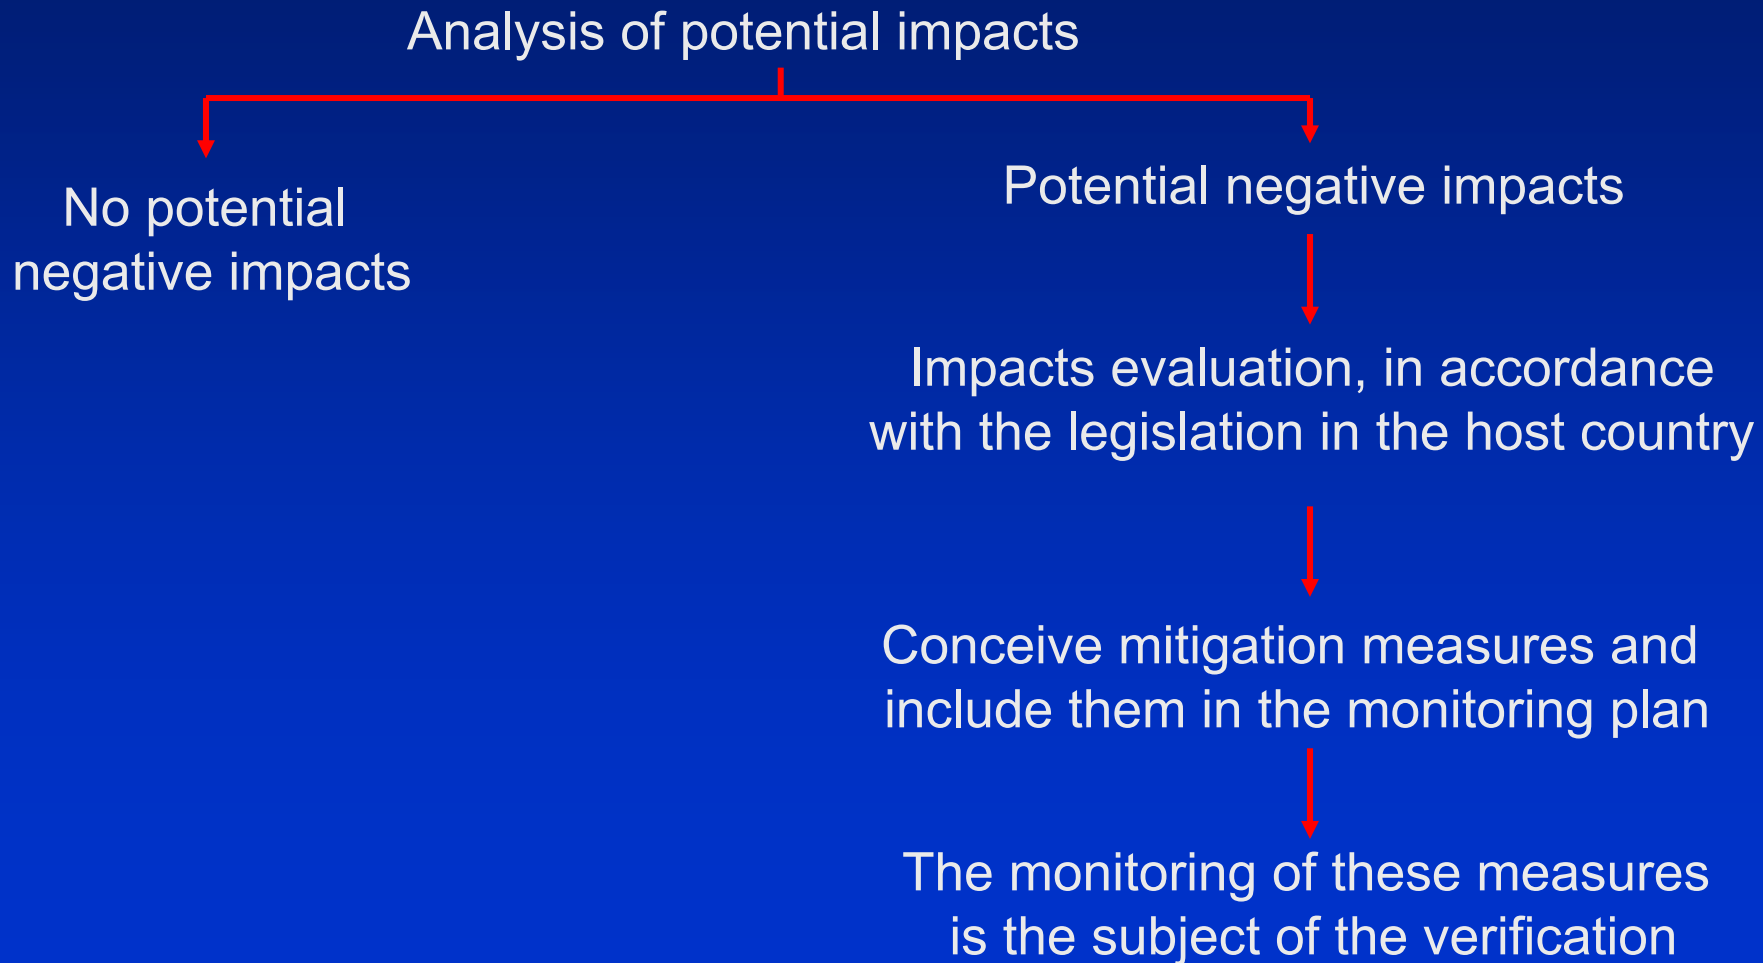 Analysis of potential impacts
No potential
negative impacts
Potential negative impacts
Impacts evaluation, in accordance
with the legislation in the host country
Conceive mitigation measures and
include them in the monitoring plan
The monitoring of these measures
is the subject of the verification